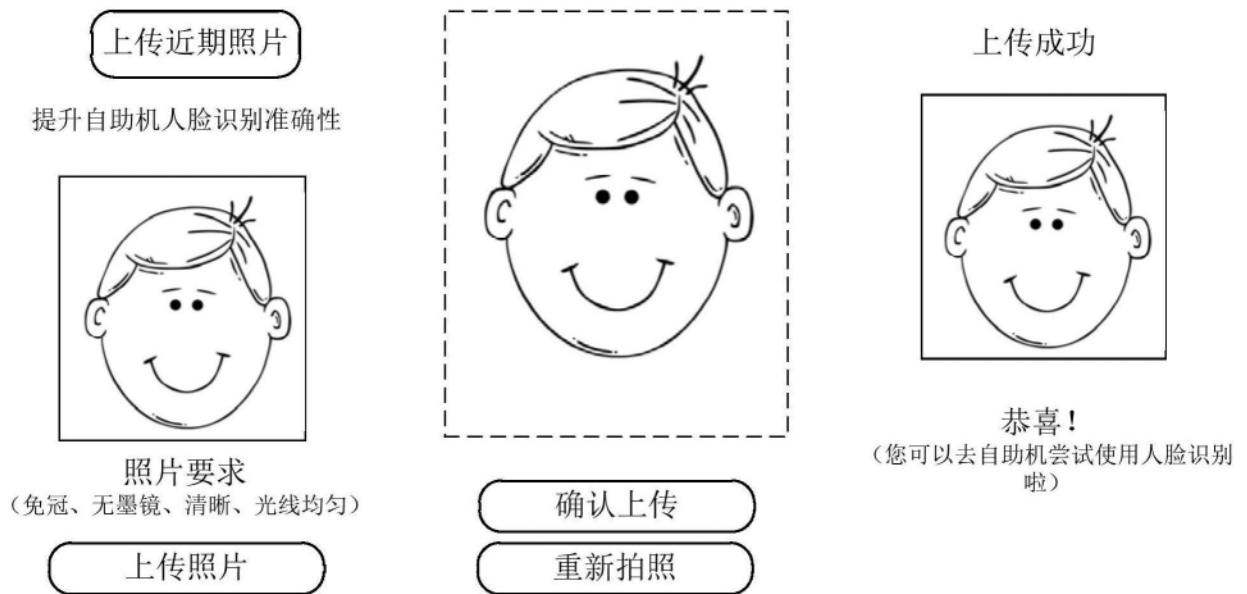 上传近期照片
提升自助机人脸识别准确性
照片要求
（免冠、无墨镜、清晰、光线均匀）
上传照片
确认上传
重新拍照
上传成功
恭喜！
（您可以去自助机尝试使用人脸识别
啦）